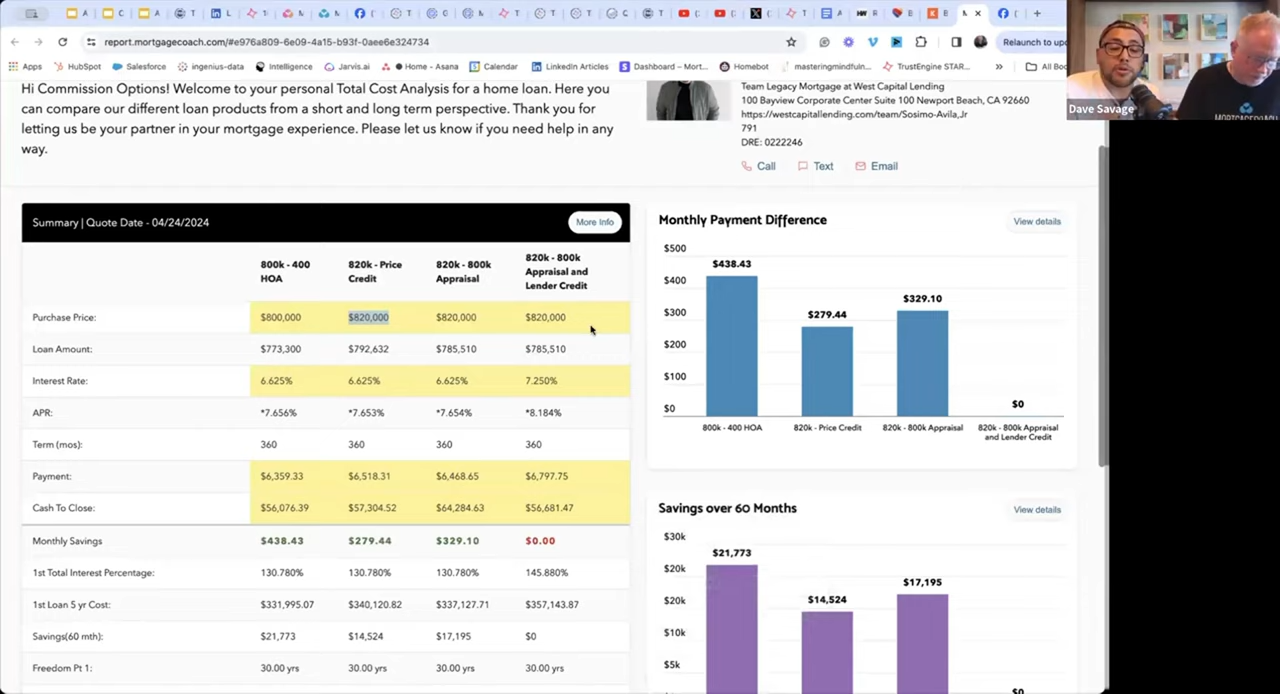 report.mortgagecoach.com/#e976a809-6e09-4a15-b93f-0aee6e324734
Relaunch to upd
Apps
HubSpot
Salesforce
ingenius-data
Intelligence
Jarvis.ai
Home - Asana
Calendar
LinkedIn Articles
Dashboard – Mort...
Homebot
masteringmindfuln...
TrustEngine STAR...
»
All Boo
Dave Savage
MORTGAGECOACH
Hi Commission Options! Welcome to your personal Total Cost Analysis for a home loan. Here you
can compare our different loan products from a short and long term perspective. Thank you for
letting us be your partner in your mortgage experience. Please let us know if you need help in any
way.
Team Legacy Mortgage at West Capital Lending
100 Bayview Corporate Center Suite 100 Newport Beach, CA 92660
https://westcapitallending.com/team/Sosimo-Avila,Jr
791
DRE: 0222246
Call Text Email
Summary | Quote Date - 04/24/2024 More Info
800k - 400 HOA 820k - Price Credit 820k - 800k Appraisal 820k - 800k Appraisal and Lender Credit
Purchase Price: $800,000 $820,000 $820,000 $820,000
Loan Amount: $773,300 $792,632 $785,510 $785,510
Interest Rate: 6.625% 6.625% 6.625% 7.250%
APR: *7.656% *7.653% *7.654% *8.184%
Term (mos): 360 360 360 360
Payment: $6,359.33 $6,518.31 $6,468.65 $6,797.75
Cash To Close: $56,076.39 $57,304.52 $64,284.63 $56,681.47
Monthly Savings $438.43 $279.44 $329.10 $0.00
1st Total Interest Percentage: 130.780% 130.780% 130.780% 145.880%
1st Loan 5 yr Cost: $331,995.07 $340,120.82 $337,127.71 $357,143.87
Savings(60 mth): $21,773 $14,524 $17,195 $0
Freedom Pt 1: 30.00 yrs 30.00 yrs 30.00 yrs 30.00 yrs
Monthly Payment Difference View details
$500
$438.43
$400
$329.10
$300
$279.44
$200
$100
$0
$0
800k - 400 HOA 820k - Price Credit 820k - 800k Appraisal 820k - 800k Appraisal
and Lender Credit
Savings over 60 Months View details
$30k
$21,773
$20k
$17,195
$20k
$14,524
$10k
$5k
$0